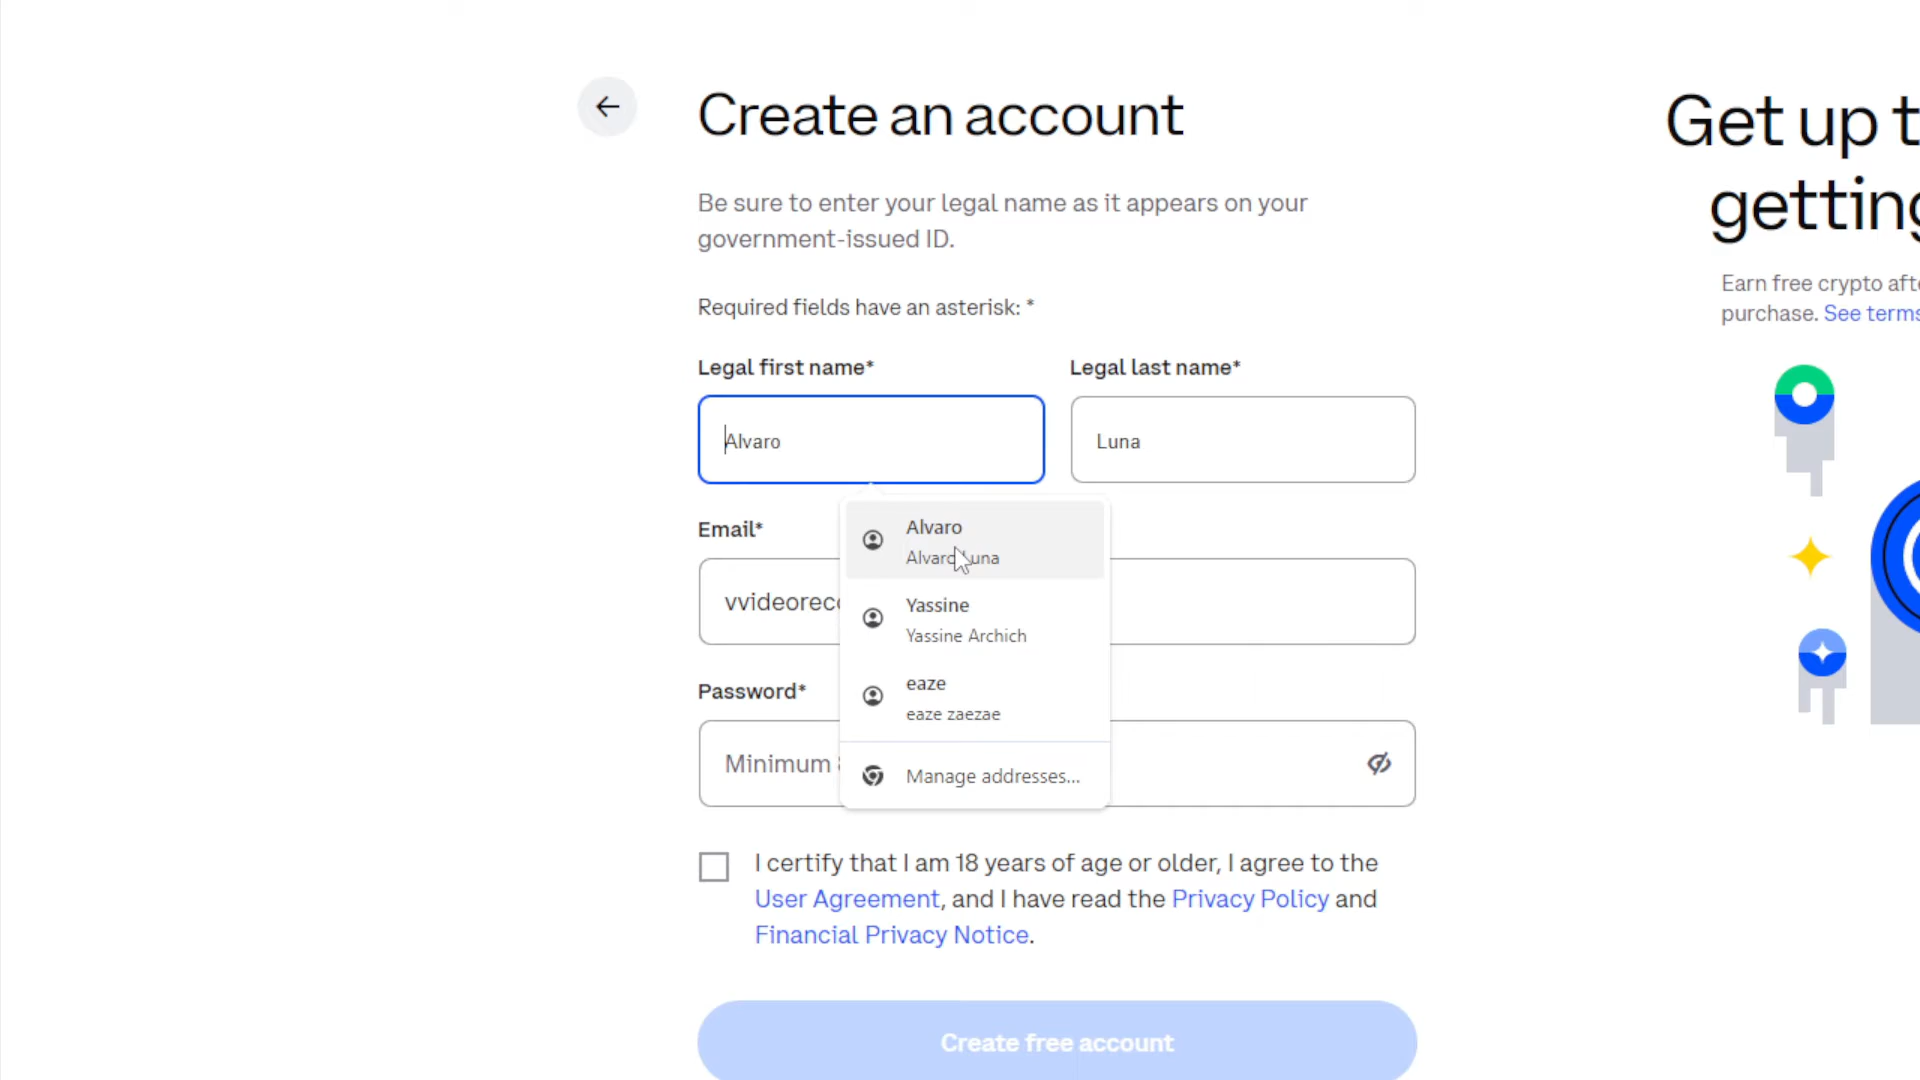 Create an account
Be sure to enter your legal name as it appears on your
government-issued ID.
Required fields have an asterisk: *
Legal first name*
Legal last name*
Alvaro
Luna
Email*
Alvaro
Alvaro Luna
Yassine
Yassine Archich
eaze
eaze zaezae
Manage addresses...
Password*
Minimum
I certify that I am 18 years of age or older, I agree to the
User Agreement, and I have read the Privacy Policy and
Financial Privacy Notice.
Create free account
Get up
getting
Earn free crypto
purchase. See terms